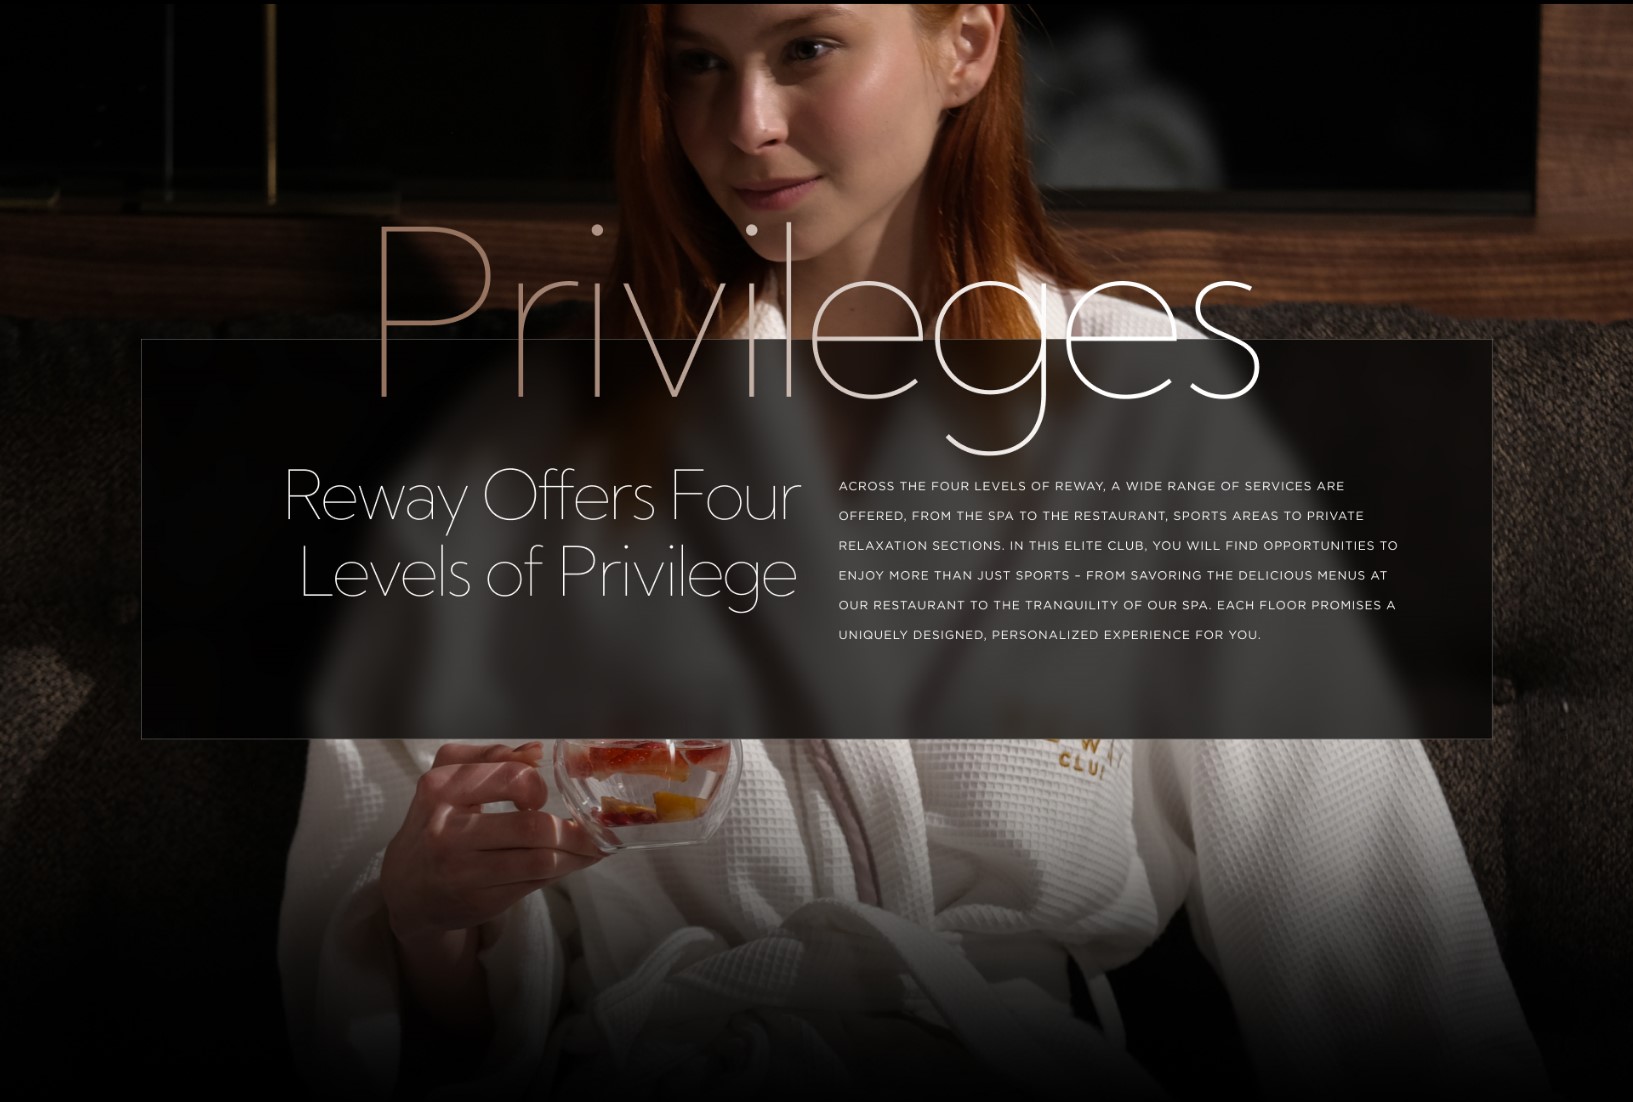 Privileges
Reway Offers Four
Levels of Privilege
ACROSS THE FOUR LEVELS OF REWAY, A WIDE RANGE OF SERVICES ARE
OFFERED, FROM THE SPA TO THE RESTAURANT, SPORTS AREAS TO PRIVATE
RELAXATION SECTIONS. IN THIS ELITE CLUB, YOU WILL FIND OPPORTUNITIES TO
ENJOY MORE THAN JUST SPORTS – FROM SAVORING THE DELICIOUS MENUS AT
OUR RESTAURANT TO THE TRANQUILITY OF OUR SPA. EACH FLOOR PROMISES A
UNIQUELY DESIGNED, PERSONALIZED EXPERIENCE FOR YOU.